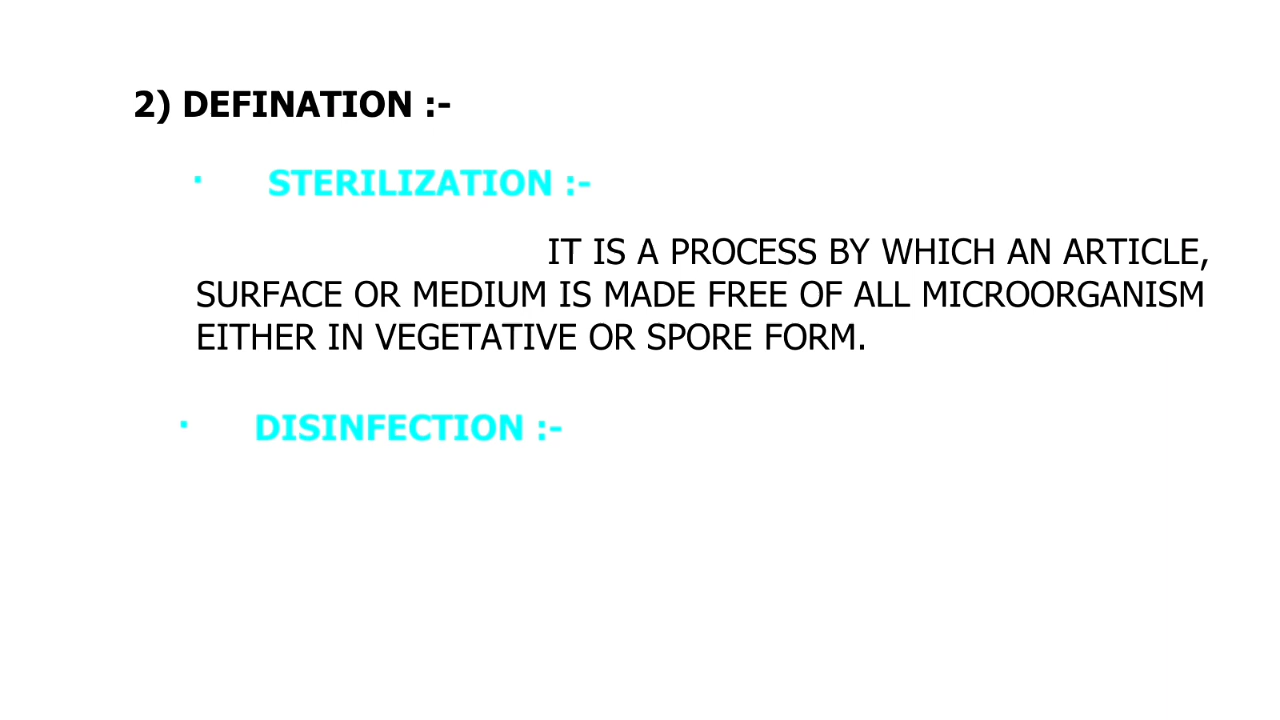 2) DEFINATION :-
· STERILIZATION :-
IT IS A PROCESS BY WHICH AN ARTICLE,
SURFACE OR MEDIUM IS MADE FREE OF ALL MICROORGANISM
EITHER IN VEGETATIVE OR SPORE FORM.
· DISINFECTION :-